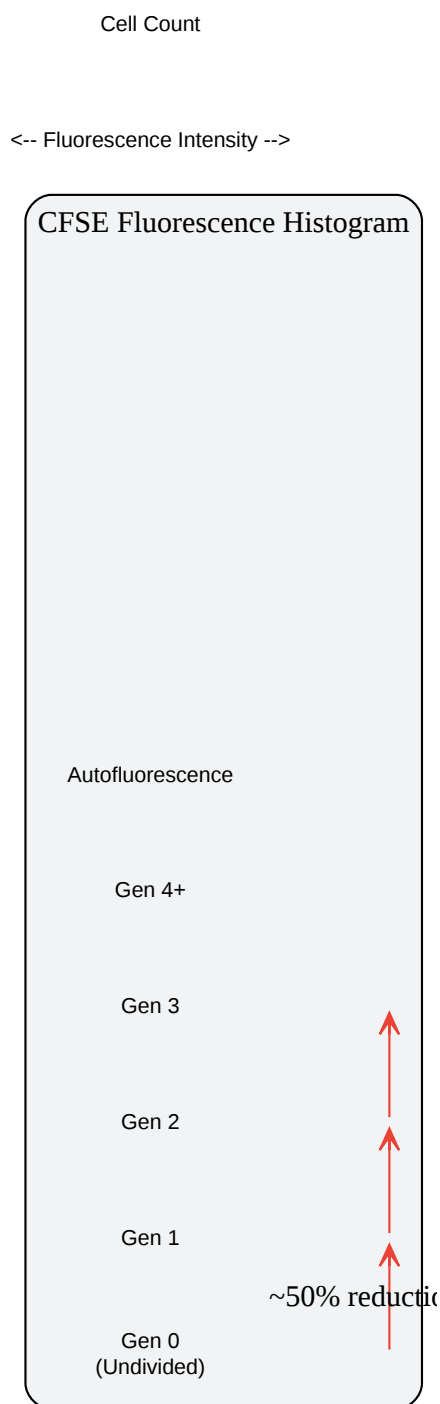 Cell Count
<-- Fluorescence Intensity -->
CFSE Fluorescence Histogram
Autofluorescence
Gen 4+
Gen 3
Gen 2
Gen 1
~50% reductio
Gen 0
(Undivided)